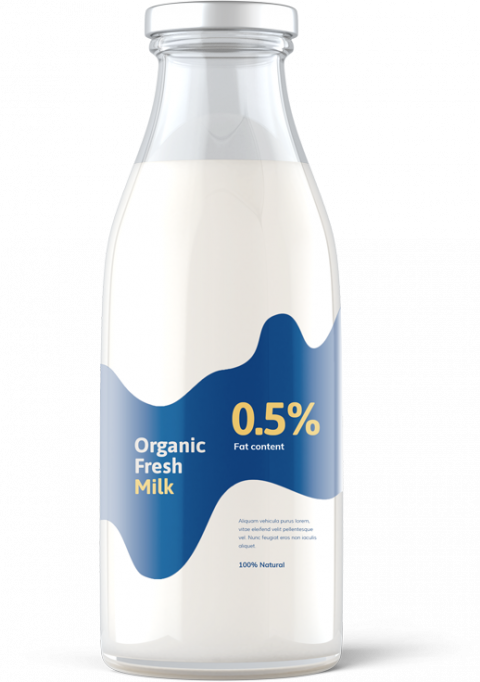 Organic
Fresh
Milk
0.5%
Fat content
Aliquam vehicula purus lorem,
vitae eleifend velit pellentesque
vel. Nunc feugiat eros non iaculis
aliquet.
100% Natural